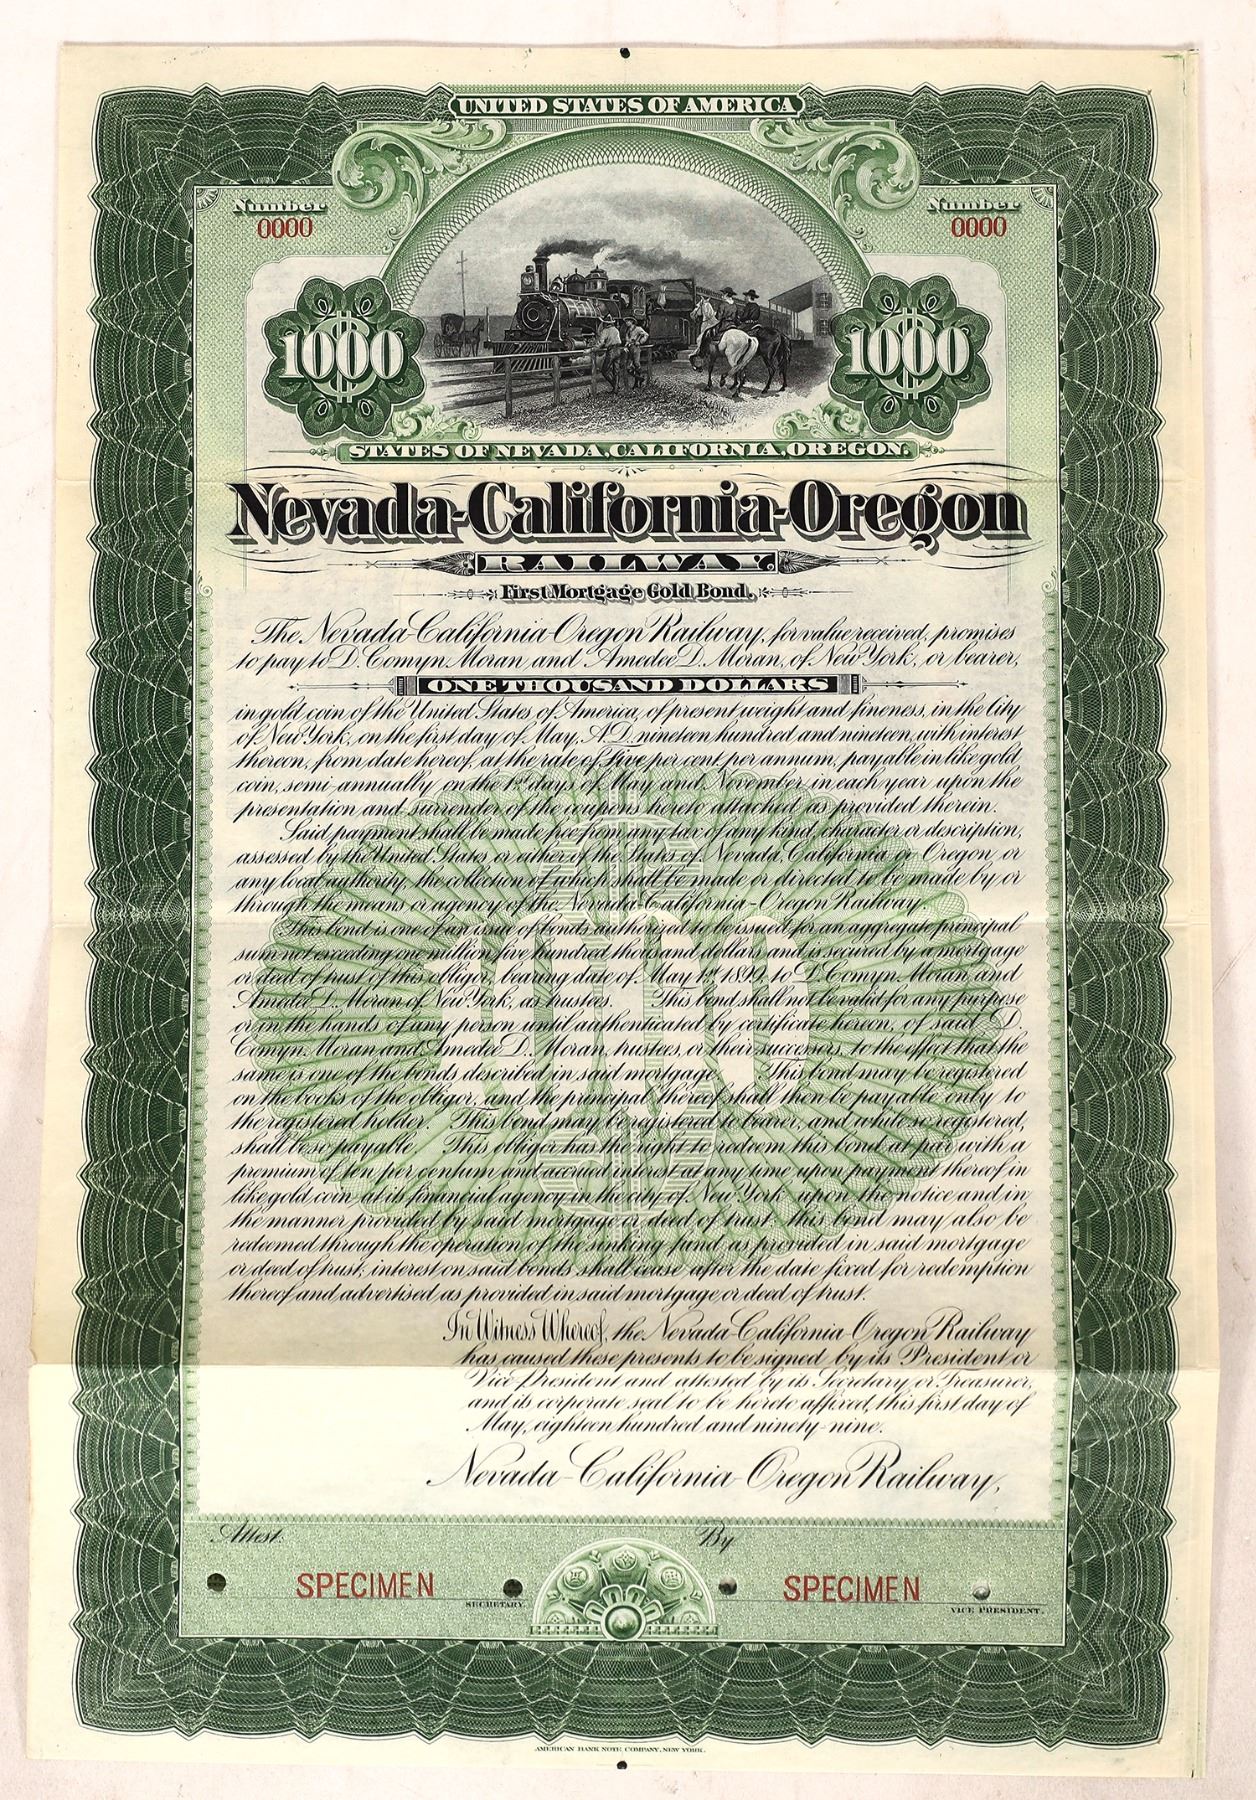 UNITED STATES OF AMERICA
Number
0000
Number
0000
1000
1000
STATES OF NEVADA, CALIFORNIA, OREGON.
Nevada-California-Oregon
RAILWAY.
First Mortgage Gold Bond.
The Nevada-California-Oregon Railway, for value received, promises
to pay to D. Comyn Moran and Amedee D. Moran, of New York, or bearer,
ONE THOUSAND DOLLARS
in gold coin of the United States of America, of present weight and fineness, in the City
of New York, on the first day of May, A.D. nineteen hundred and nineteen, with interest
thereon, from date hereof, at the rate of Five per cent per annum, payable in like gold
coin, semi-annually on the 1st days of May and November in each year upon the
presentation and surrender of the coupons hereto attached as provided therein.
Said payment shall be made free from any tax of any kind, character or description,
assessed by the United States or either of the States of Nevada, California or Oregon, or
any local authority, the collection of which shall be made or directed to be made by or
through the means or agency of the Nevada-California-Oregon Railway.
This bond is one of an issue of bonds authorized to be issued for an aggregate principal
sum not exceeding one million five hundred thousand dollars and is secured by a mortgage
or deed of trust of this obligor, bearing date of May 1st, 1899, to D. Comyn Moran and
Amedee D. Moran of New York, as trustees. This bond shall not be valid for any purpose
or in the hands of any person until authenticated by certificate hereon, of said D.
Comyn Moran and Amedee D. Moran, trustees, or their successors, to the effect that the
same is one of the bonds described in said mortgage. This bond may be registered
on the books of the obligor, and the principal thereof shall then be payable only to
the registered holder. This bond may be registered to bearer, and while so registered,
shall be so payable. This obligor has the right to redeem this bond at par with a
premium of ten per centum and accrued interest at any time upon payment thereof in
like gold coin at its financial agency in the city of New York upon the notice and in
the manner provided by said mortgage or deed of trust; this bond may also be
redeemed through the operation of the sinking fund as provided in said mortgage
or deed of trust; interest on said bonds shall cease after the date fixed for redemption
thereof and advertised as provided in said mortgage or deed of trust.
In Witness Whereof, the Nevada-California-Oregon Railway
has caused these presents to be signed by its President or
Vice-President and attested by its Secretary or Treasurer,
and its corporate seal to be hereto affixed, this first day of
May, eighteen hundred and ninety-nine.
Nevada-California-Oregon Railway,
Attest
By
SPECIMEN
SECRETARY.
SPECIMEN
VICE PRESIDENT.
1000
AMERICAN BANK NOTE COMPANY, NEW YORK.